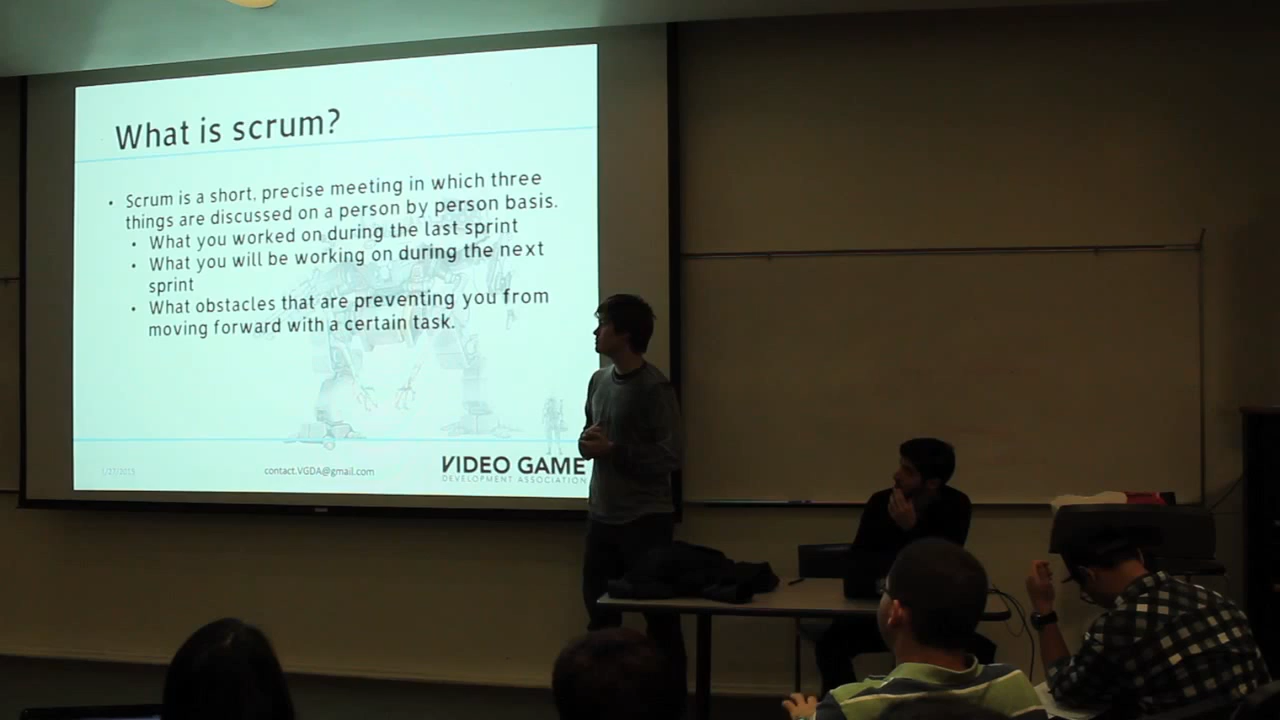 What is scrum?
• Scrum is a short, precise meeting in which three
things are discussed on a person by person basis.
• What you worked on during the last sprint
• What you will be working on during the next
sprint
• What obstacles that are preventing you from
moving forward with a certain task.
1/27/2015
contact.VGDA@gmail.com
VIDEO GAME
DEVELOPMENT ASSOCIATION